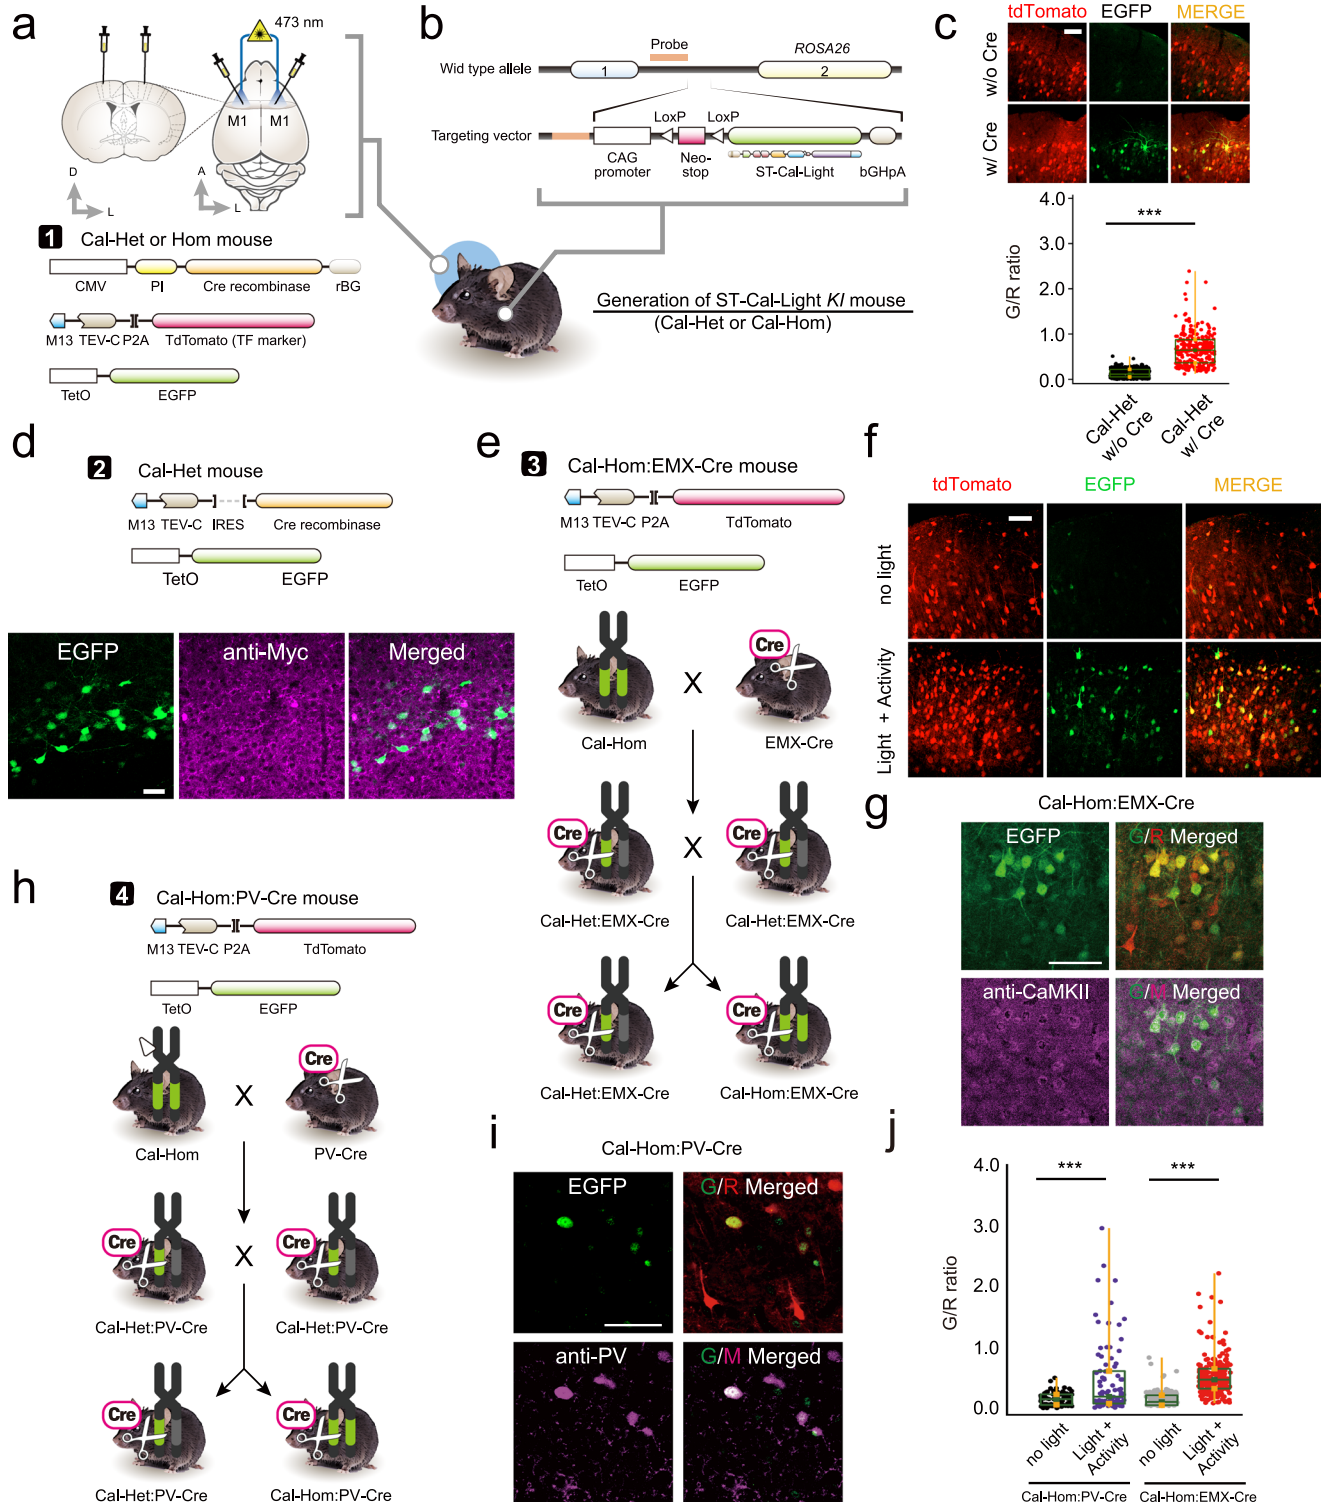 a
473 nm
M1
M1
D
L
A
L
1 Cal-Het or Hom mouse
CMV
PI
Cre recombinase
rBG
M13
TEV-C
P2A
TdTomato (TF marker)
TetO
EGFP
b
Probe
ROSA26
Wid type allele
1
2
LoxP
LoxP
Targeting vector
CAG promoter
Neo-stop
ST-Cal-Light
bGHpA
Generation of ST-Cal-Light KI mouse
(Cal-Het or Cal-Hom)
c
tdTomato
EGFP
MERGE
w/o Cre
w/ Cre
4.0
3.0
2.0
1.0
0.0
G/R ratio
***
Cal-Het w/o Cre
Cal-Het w/ Cre
d
2 Cal-Het mouse
M13
TEV-C
IRES
Cre recombinase
TetO
EGFP
EGFP
anti-Myc
Merged
e
3 Cal-Hom:EMX-Cre mouse
M13
TEV-C
P2A
TdTomato
TetO
EGFP
Cre
X
Cal-Hom
EMX-Cre
Cre
Cre
X
Cal-Het:EMX-Cre
Cal-Het:EMX-Cre
Cre
Cre
Cal-Het:EMX-Cre
Cal-Hom:EMX-Cre
f
tdTomato
EGFP
MERGE
no light
Light + Activity
g
Cal-Hom:EMX-Cre
EGFP
G/R Merged
anti-CaMKII
G/M Merged
h
4 Cal-Hom:PV-Cre mouse
M13
TEV-C
P2A
TdTomato
TetO
EGFP
Cre
X
Cal-Hom
PV-Cre
Cre
Cre
X
Cal-Het:PV-Cre
Cal-Het:PV-Cre
Cre
Cre
Cal-Het:PV-Cre
Cal-Hom:PV-Cre
i
Cal-Hom:PV-Cre
EGFP
G/R Merged
anti-PV
G/M Merged
j
4.0
3.0
2.0
1.0
0.0
G/R ratio
***
***
no light
Light + Activity
no light
Light + Activity
Cal-Hom:PV-Cre
Cal-Hom:EMX-Cre